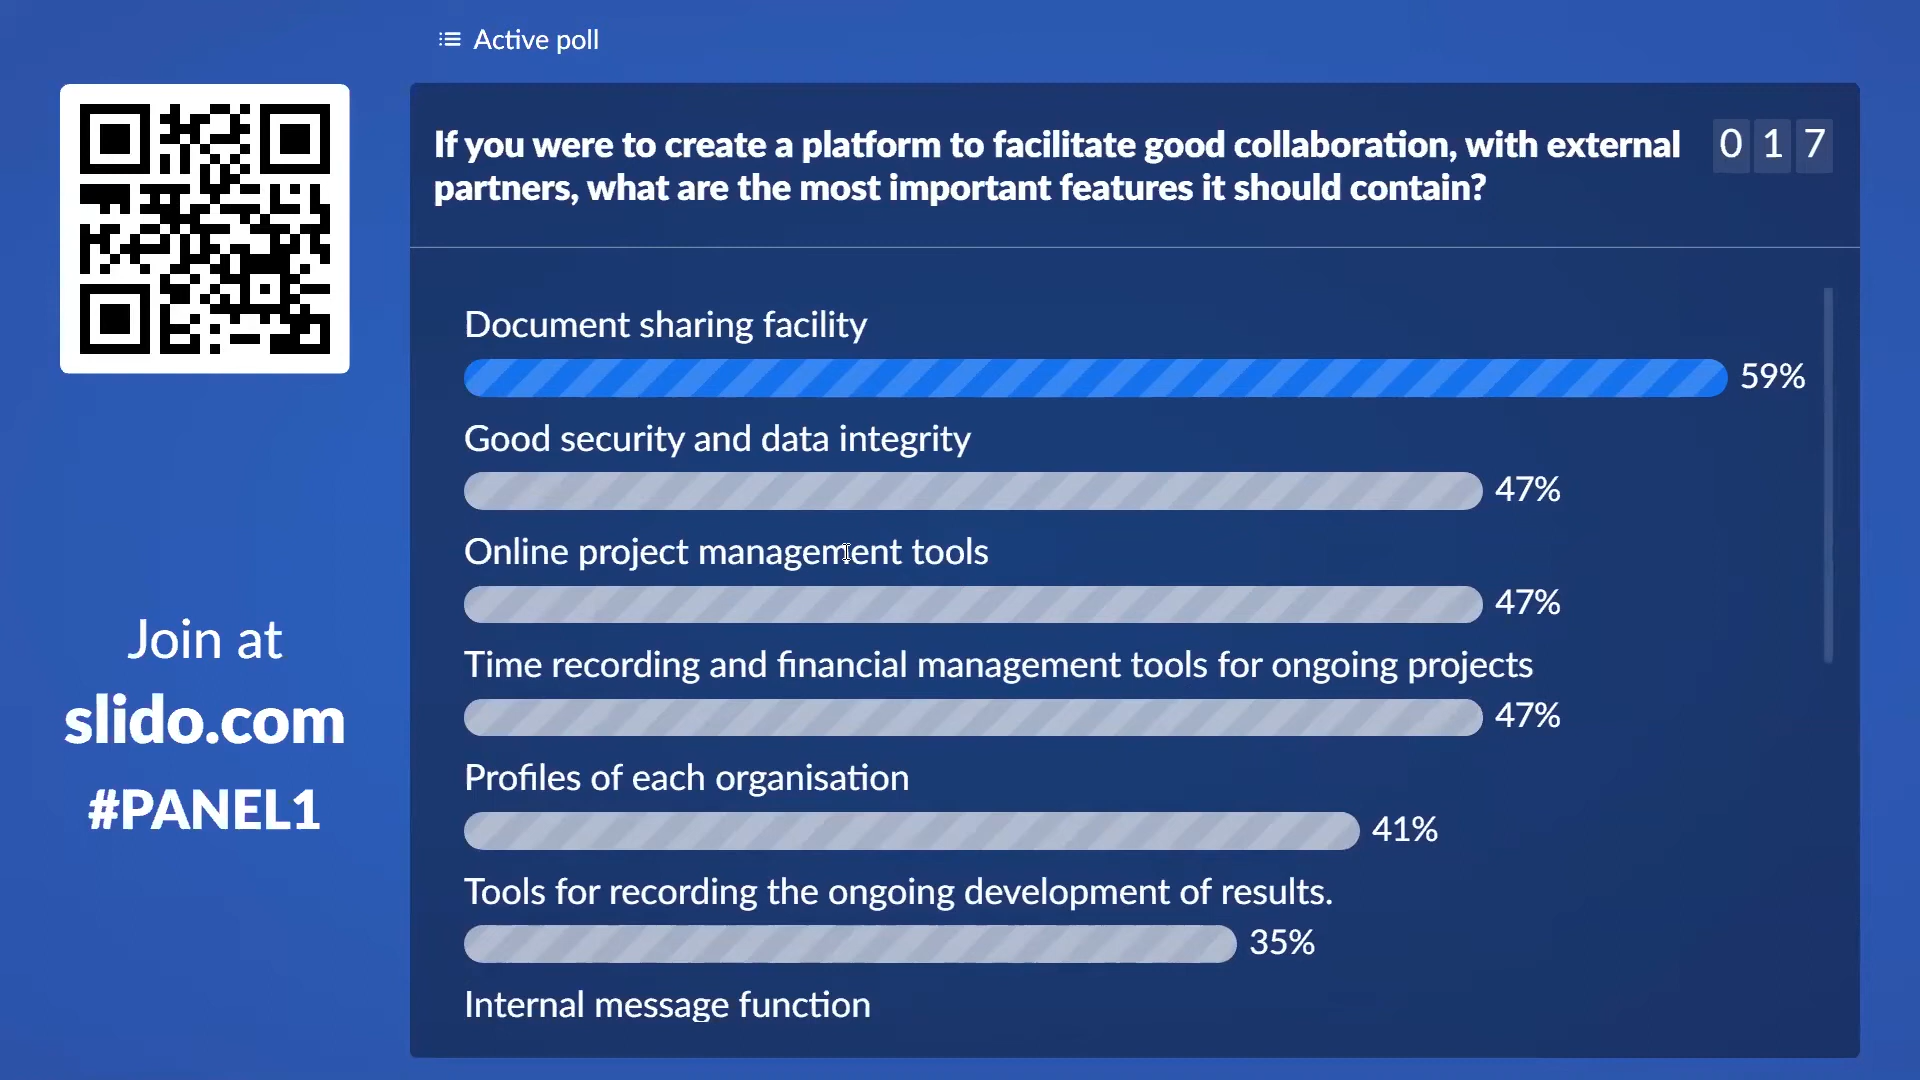 Active poll
If you were to create a platform to facilitate good collaboration, with external
partners, what are the most important features it should contain?
0 1 7
Document sharing facility
59%
Good security and data integrity
47%
Online project management tools
47%
Time recording and financial management tools for ongoing projects
47%
Profiles of each organisation
41%
Tools for recording the ongoing development of results.
35%
Internal message function
Join at
slido.com
#PANEL1